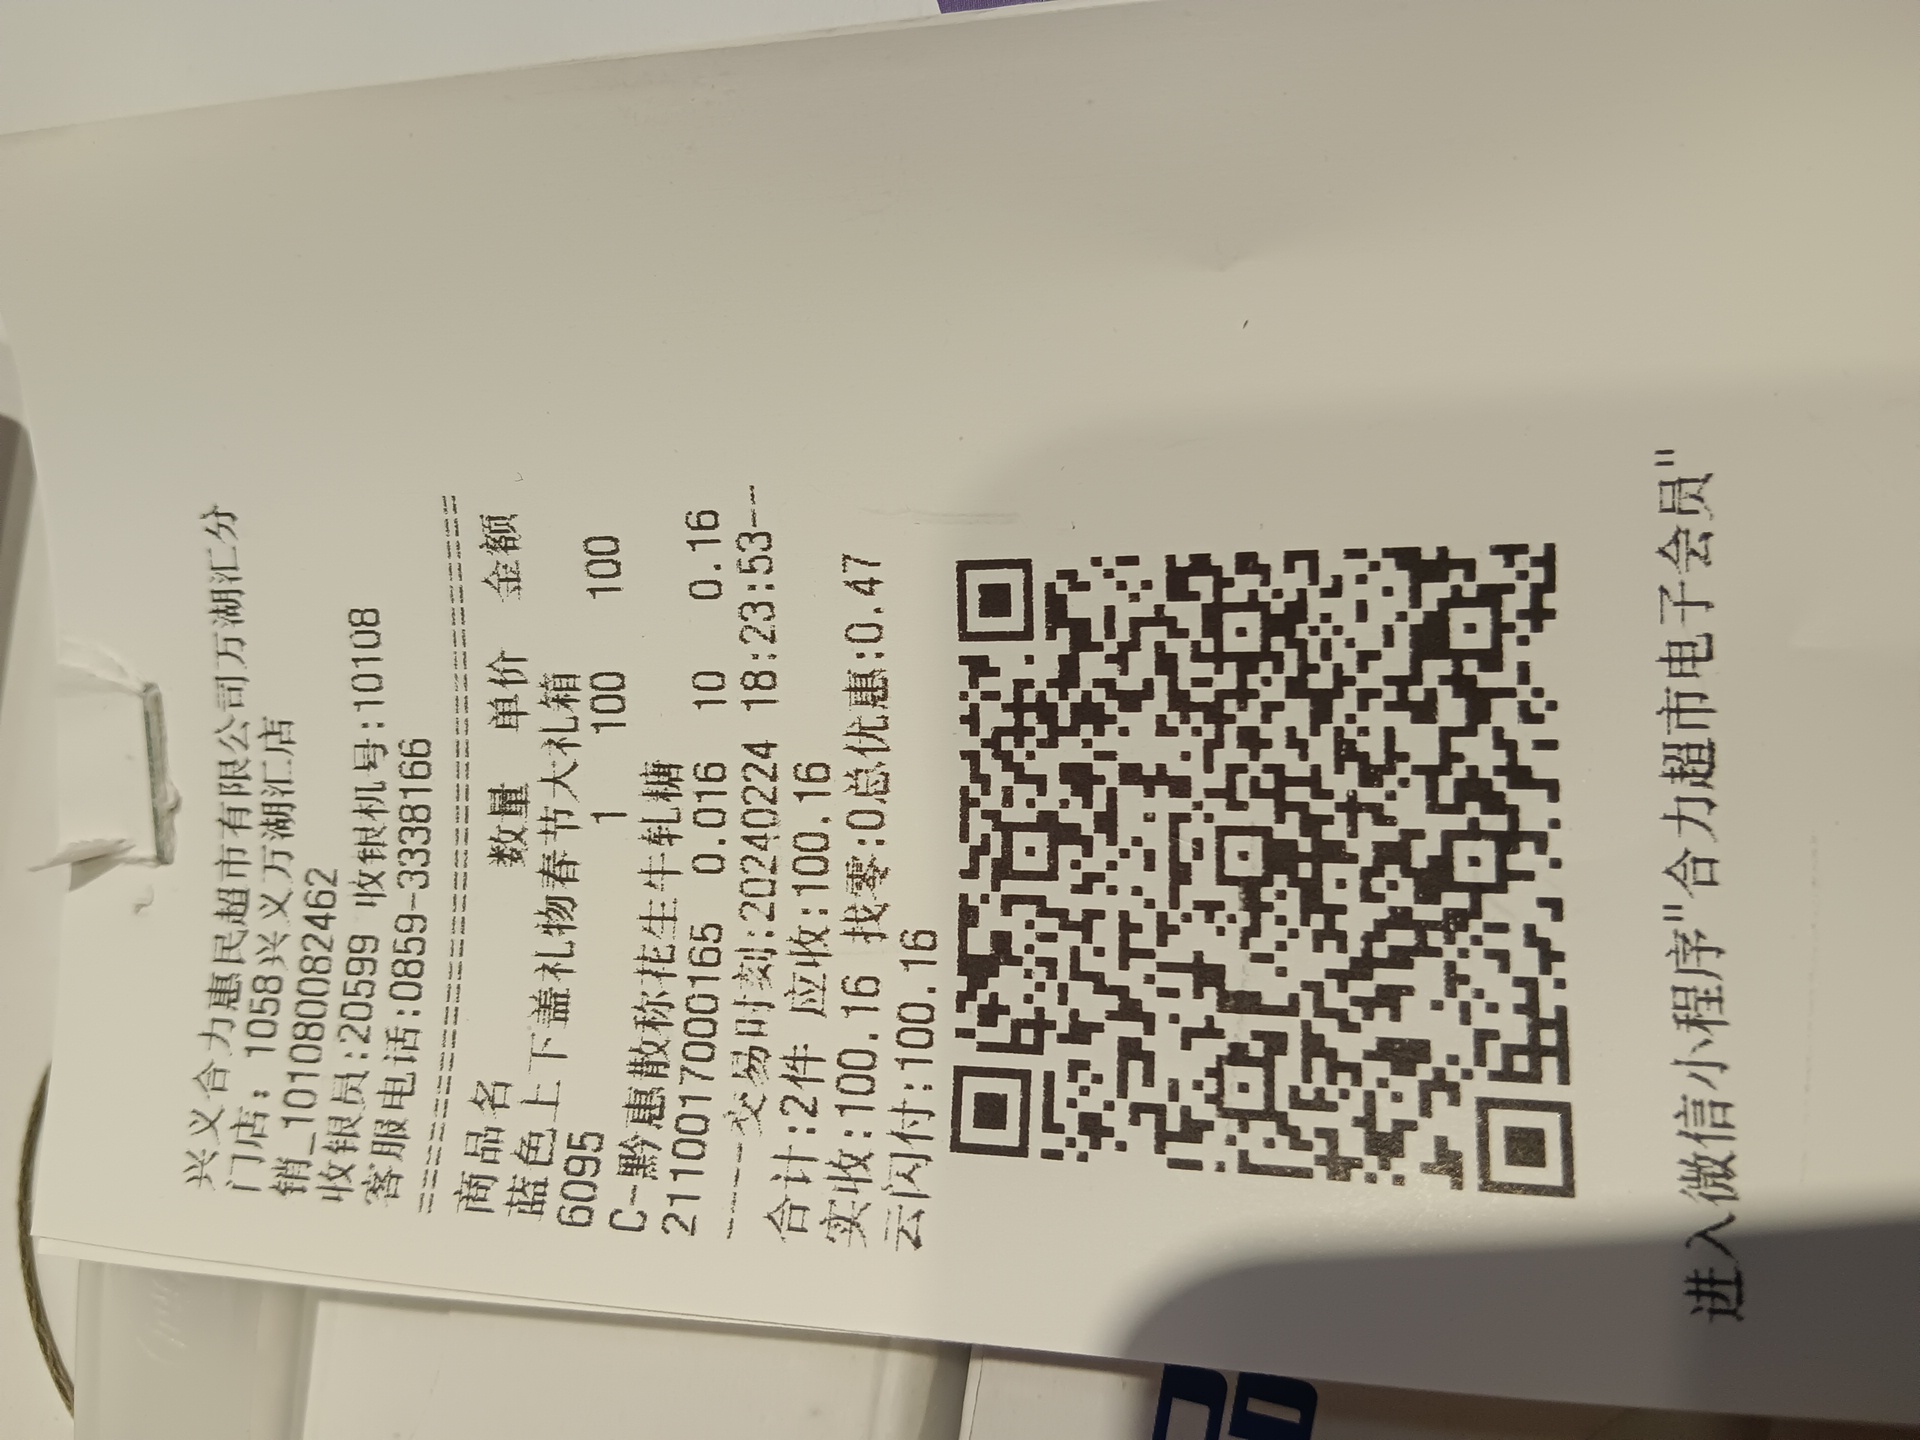 兴义合力惠民超市有限公司万湖汇分
门店: 1058兴义万湖汇店
销_101080082462
收银员:20599 收银机号:10108
客服电话:0859-3338166
商品名 数量 单价 金额
蓝色上下盖礼物春节大礼箱
6095 1 100 100
C-黔惠散称花生牛轧糖
2110017000165 0.016 10 0.16
----交易时刻:20240224 18:23:53--
合计:2件 应收:100.16
实收:100.16 找零:0总优惠:0.47
云闪付:100.16
进入微信小程序"合力超市电子会员"